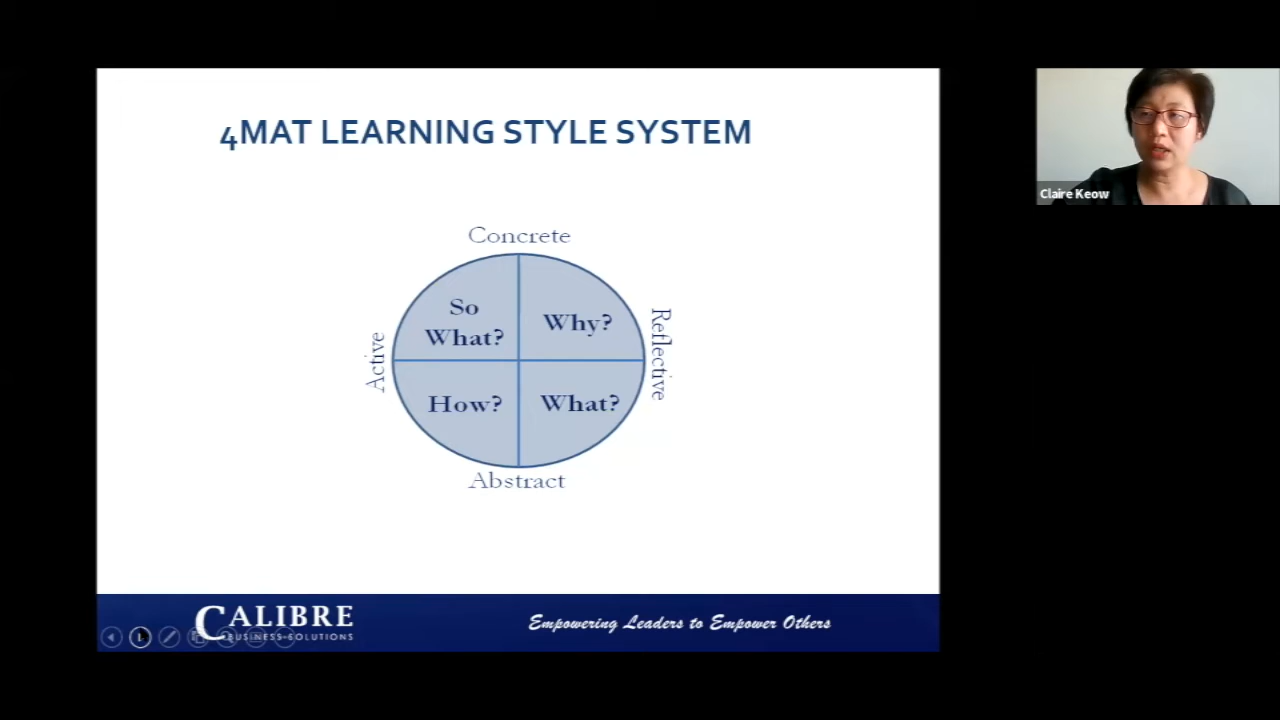 4MAT LEARNING STYLE SYSTEM
Claire Keow
Concrete
So
What?
Why?
Active
Reflective
How?
What?
Abstract
CALIBRE
BUSINESS SOLUTIONS
Empowering Leaders to Empower Others